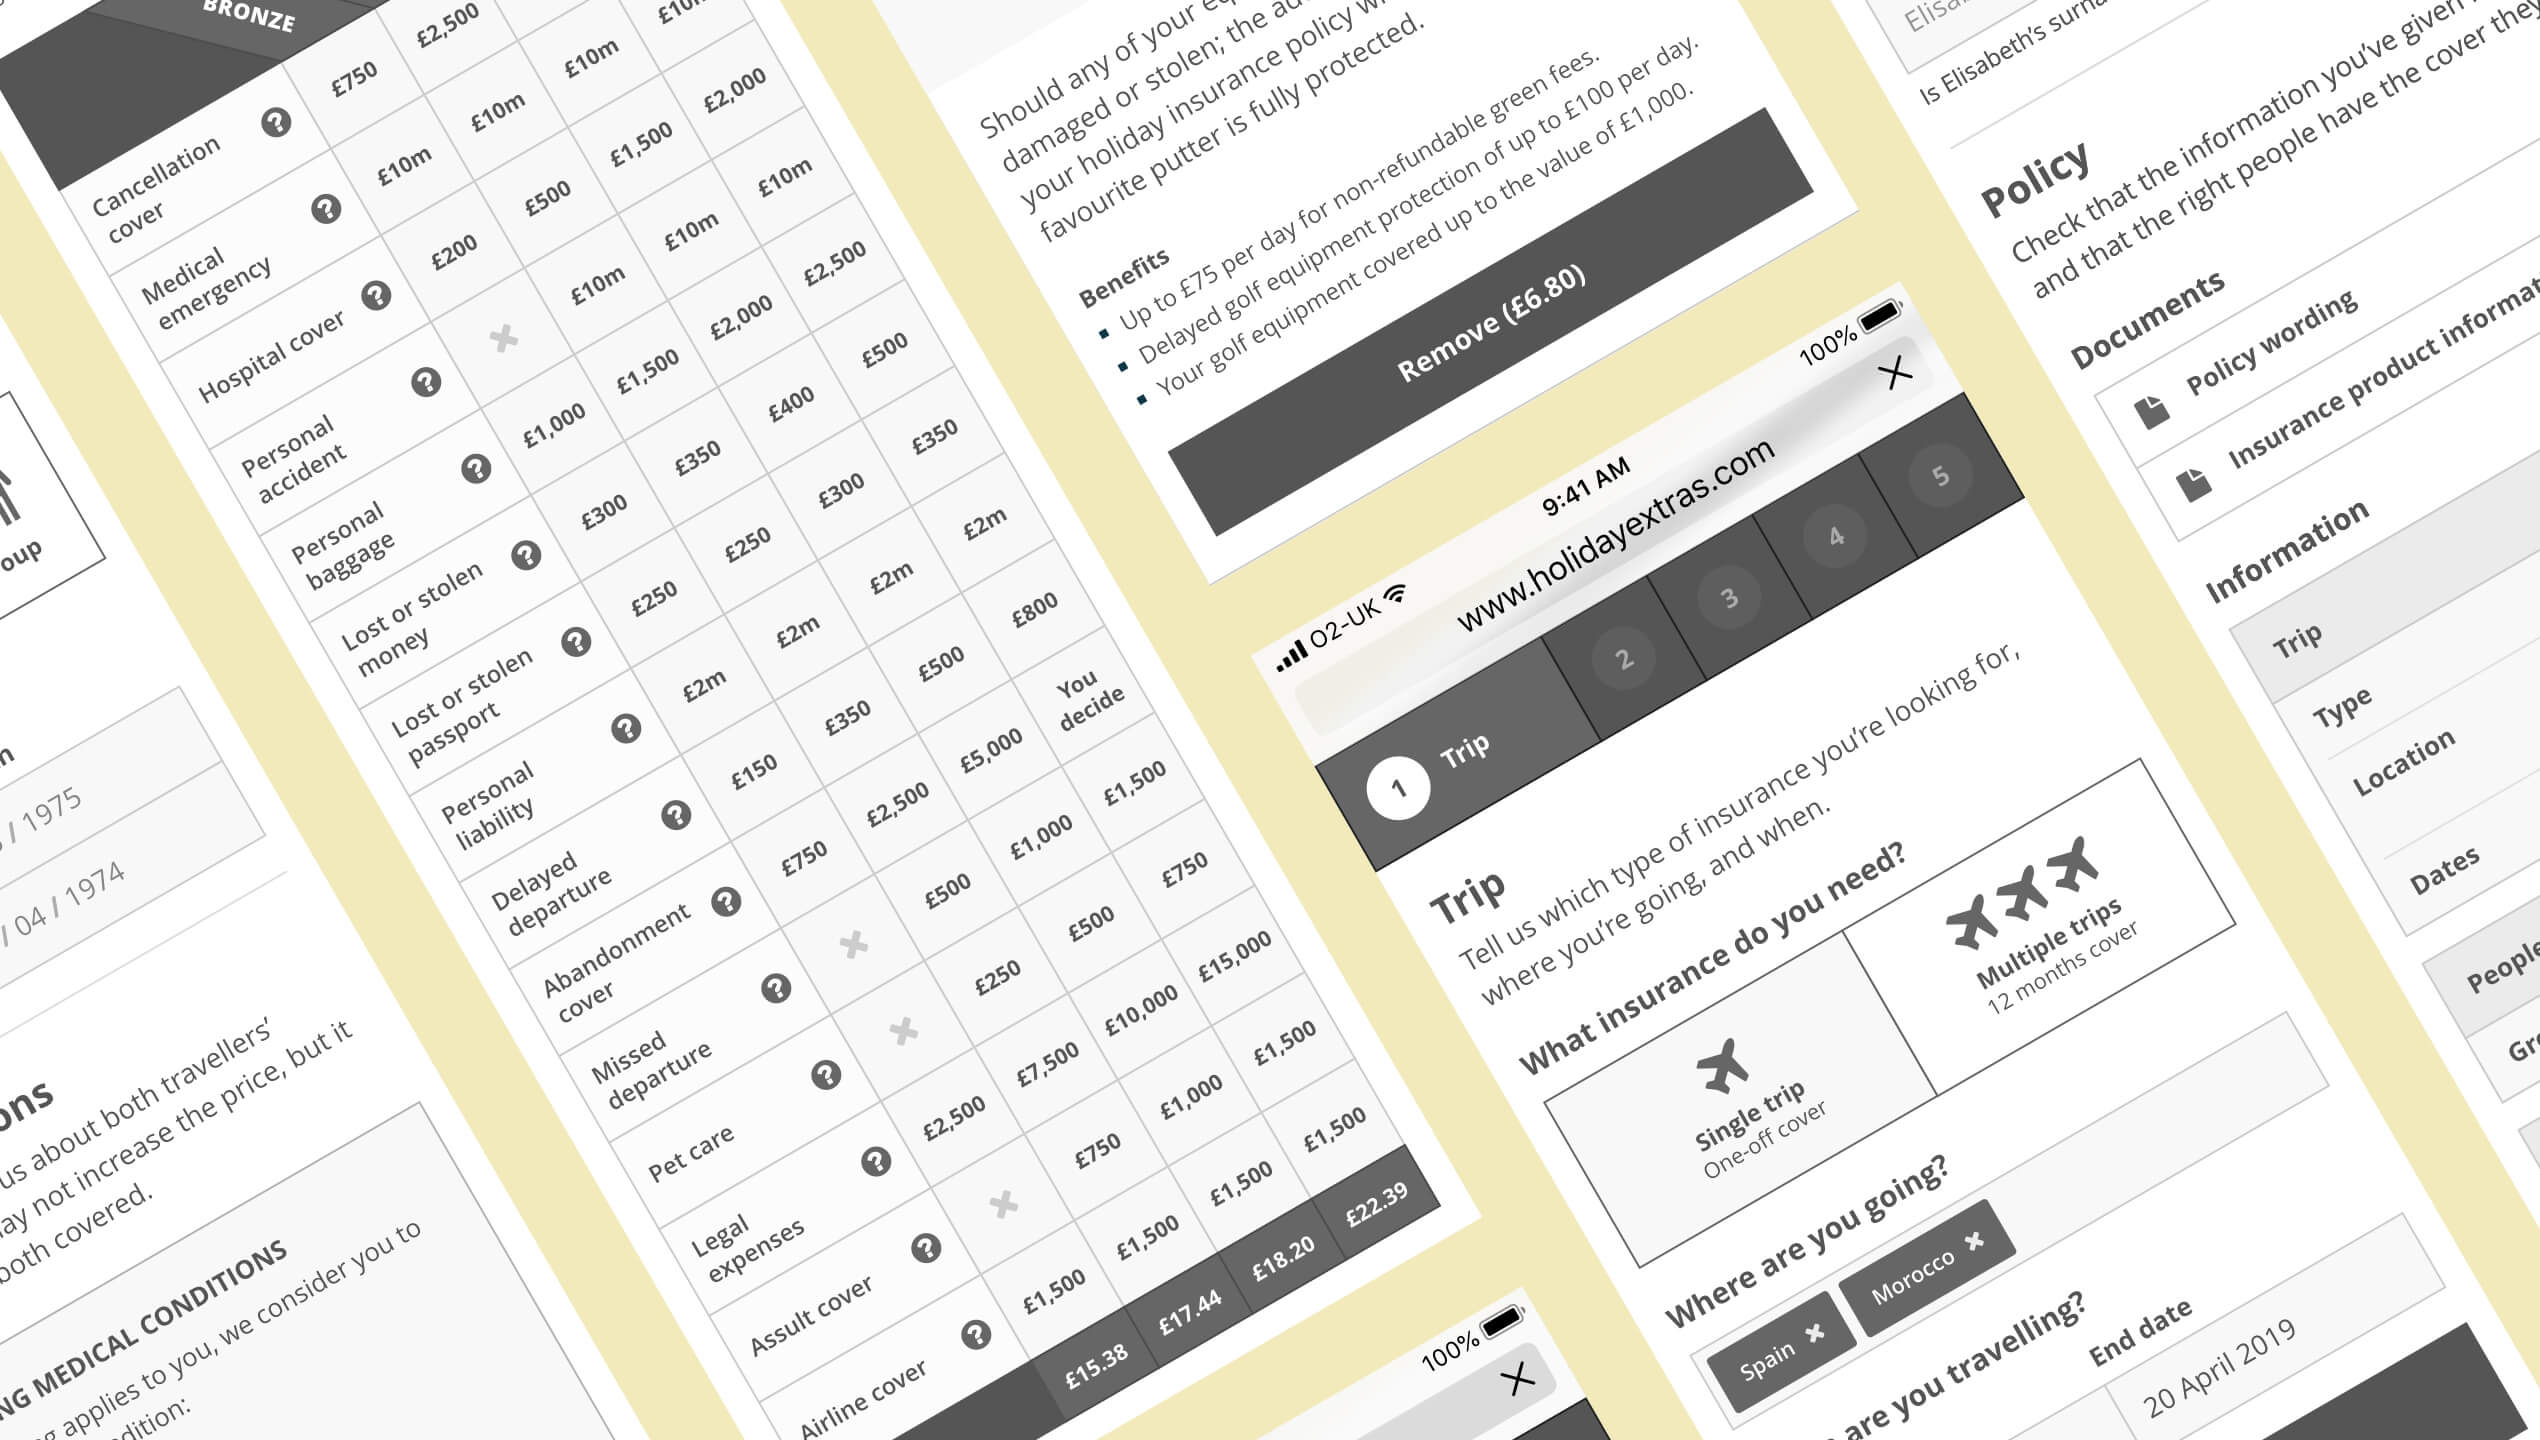 BRONZE
Cancellation
cover
£750
£2,500
Medical
emergency
£10m
£10m
£10m
Hospital cover
£200
£500
£1,500
£2,000
Personal
accident
£10m
£10m
£10m
Personal
baggage
£1,000
£1,500
£2,000
£2,500
Lost or stolen
money
£300
£350
£400
£500
Lost or stolen
passport
£250
£250
£300
£350
Personal
liability
£2m
£2m
£2m
£2m
Delayed
departure
£150
£350
£500
£800
Abandonment
cover
£750
£2,500
£5,000
You
decide
Missed
departure
£500
£1,000
£1,500
Pet care
£250
£500
£750
Legal
expenses
£2,500
£7,500
£10,000
£15,000
Assult cover
£750
£1,000
£1,500
Airline cover
£1,500
£1,500
£1,500
£1,500
£15.38
£17.44
£18.20
£22.39
/ 1975
/ 04 / 1974
us about both travellers’
not increase the price, but it
both covered.
MEDICAL CONDITIONS
applies to you, we consider you to
Should any of your
damaged or stolen; the
your holiday insurance policy
favourite putter is fully protected.
Benefits
Up to £75 per day for non-refundable green fees.
Delayed golf equipment protection of up to £100 per day.
Your golf equipment covered up to the value of £1,000.
Remove (£6.80)
O2-UK
9:41 AM
100%
www.holidayextras.com
1 Trip
2
3
4
5
Trip
Tell us which type of insurance you’re looking for,
where you’re going, and when.
What insurance do you need?
Single trip
One-off cover
Multiple trips
12 months cover
Where are you going?
Spain
Morocco
are you travelling?
End date
20 April 2019
100%
Is Elisabeth’s
Policy
Check that the information you’ve given
and that the right people have the cover they
Documents
Policy wording
Insurance product
Information
Trip
Type
Location
Dates
People